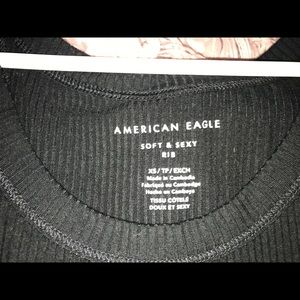 AMERICAN EAGLE
SOFT & SEXY
RIB
XS / TP / EXCH
Made in Cambodia
Fabriqué au Cambodge
Hecho en Camboya
TISSU CÔTELÉ
DOUX ET SEXY